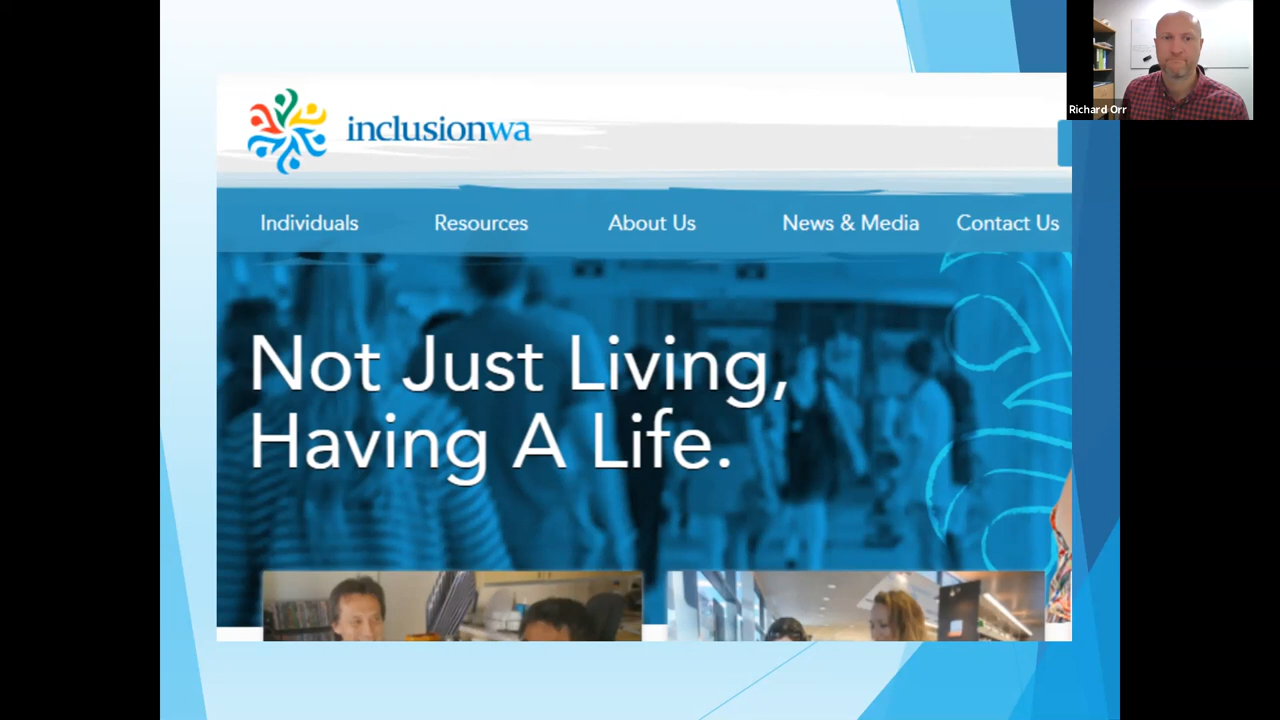 inclusionwa
Richard Orr
Individuals Resources About Us News & Media Contact Us
Not Just Living,
Having A Life.